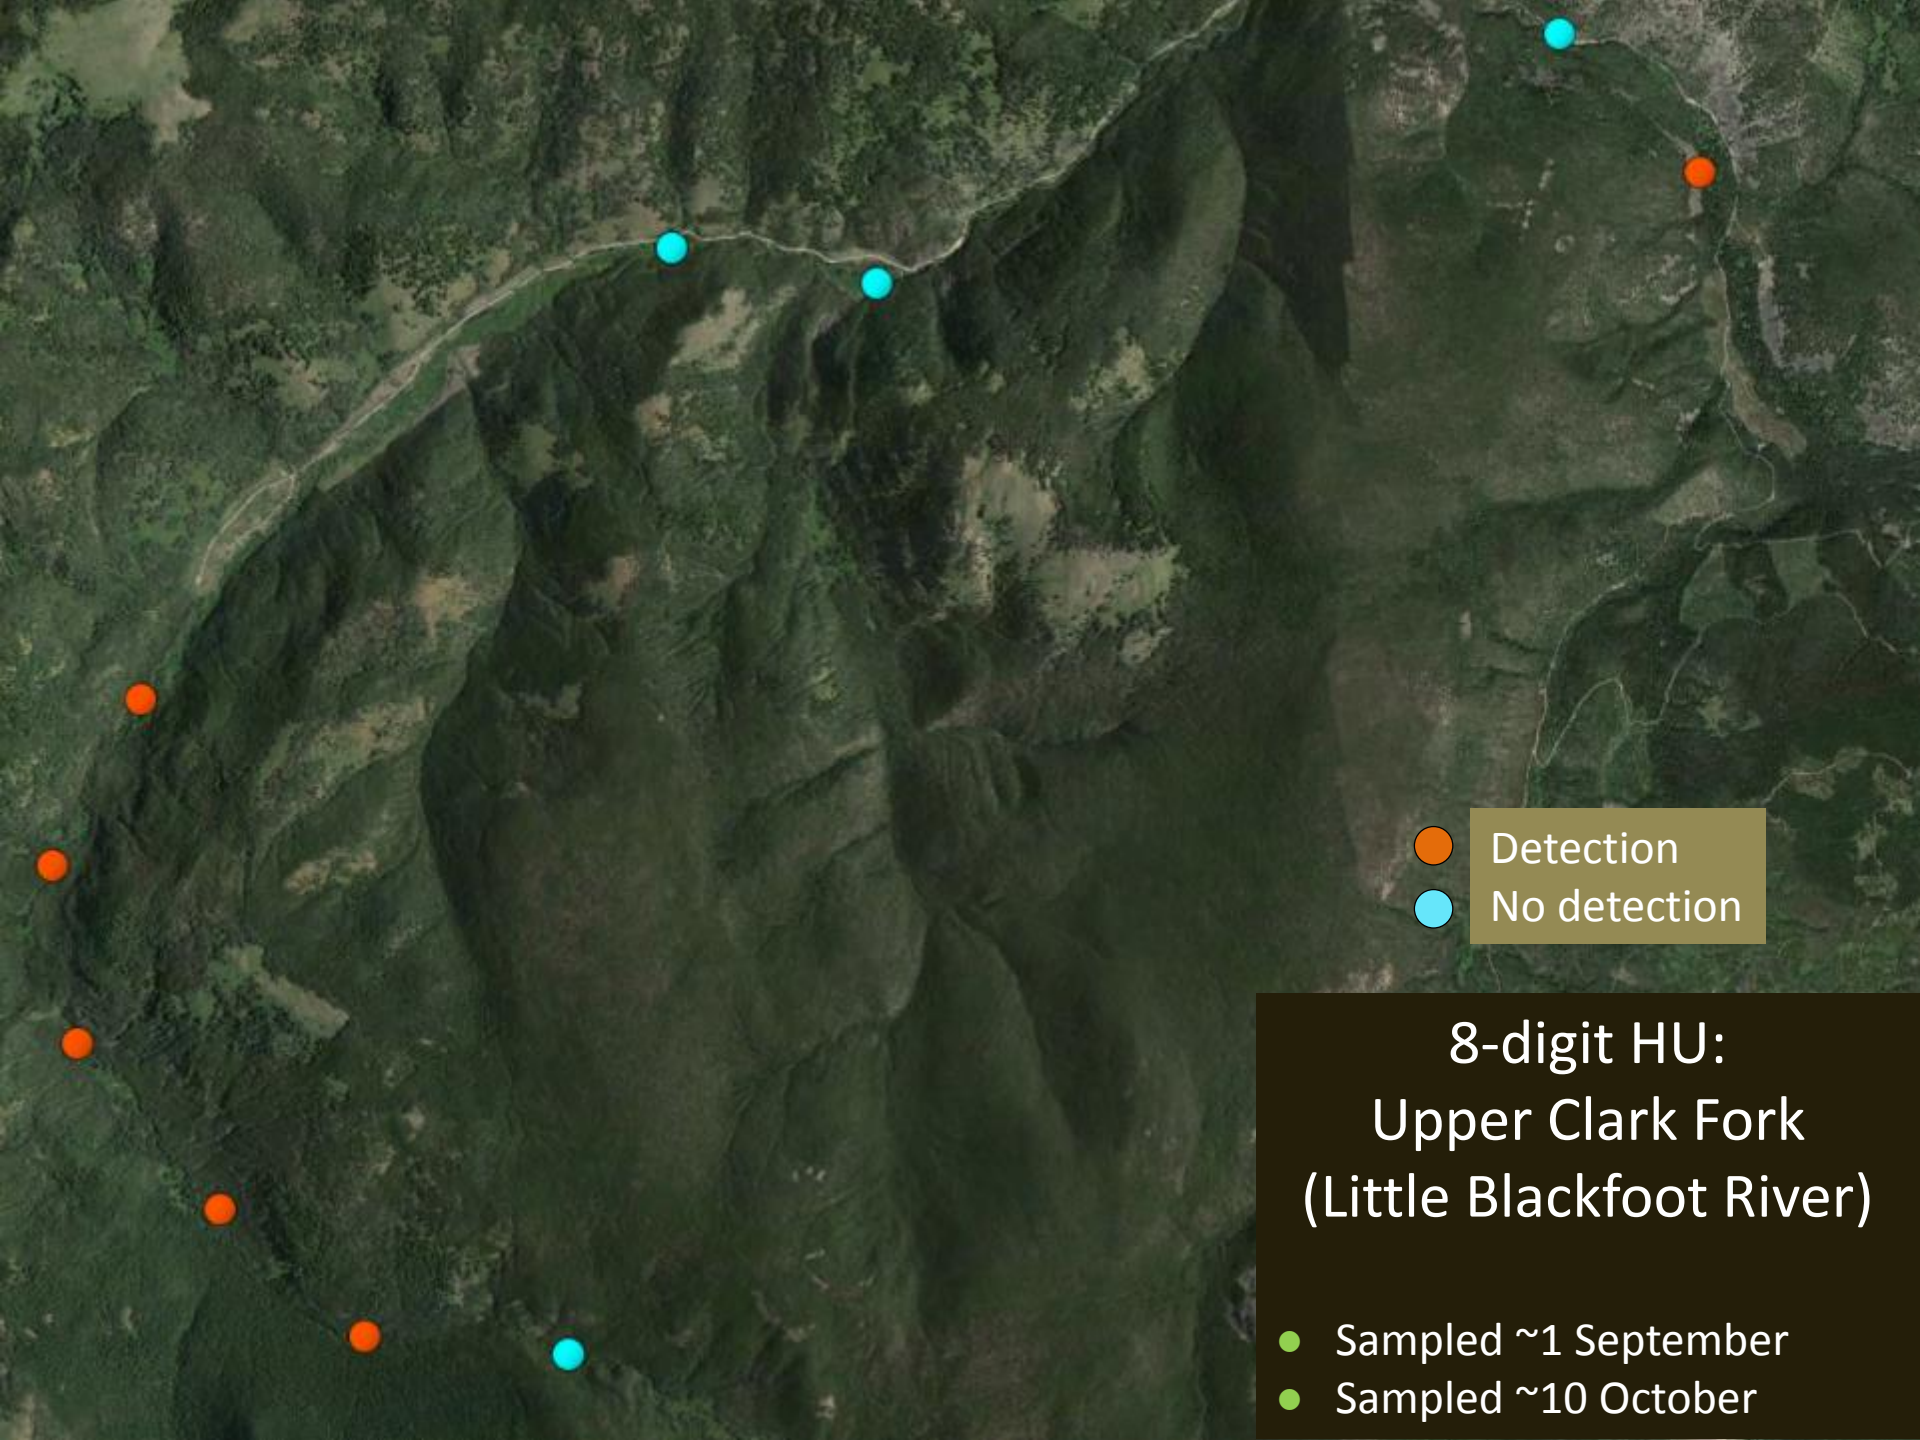 Detection
No detection
8-digit HU:
Upper Clark Fork
(Little Blackfoot River)
Sampled ~1 September
Sampled ~10 October